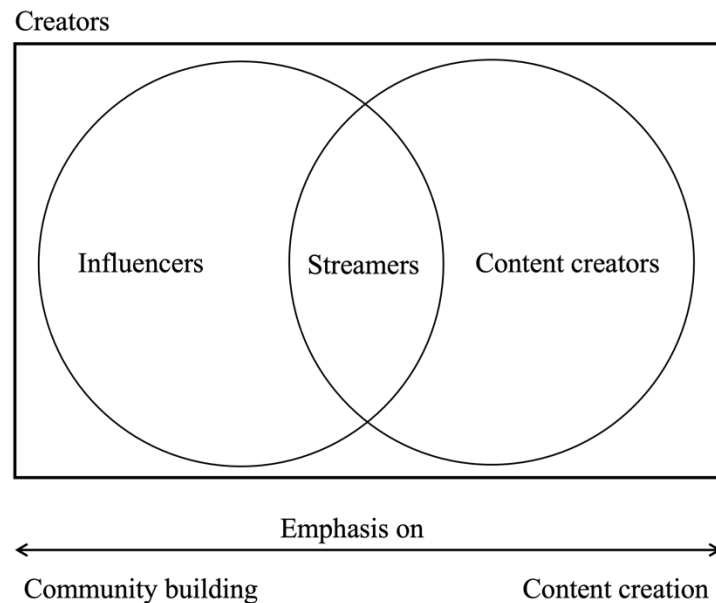 Creators
Influencers Streamers Content creators
Emphasis on
Community building Content creation